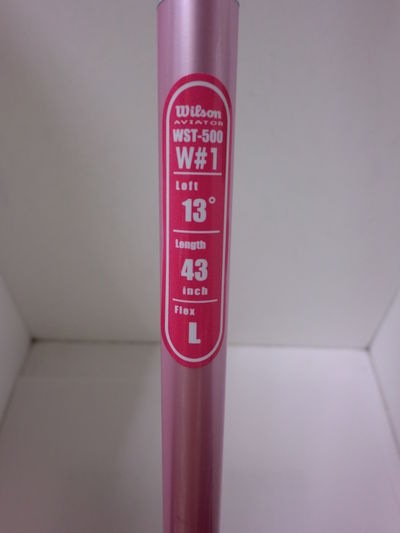 Wilson
AVIATOR
WST-500
W#1
Loft
13°
Length
43
inch
Flex
L